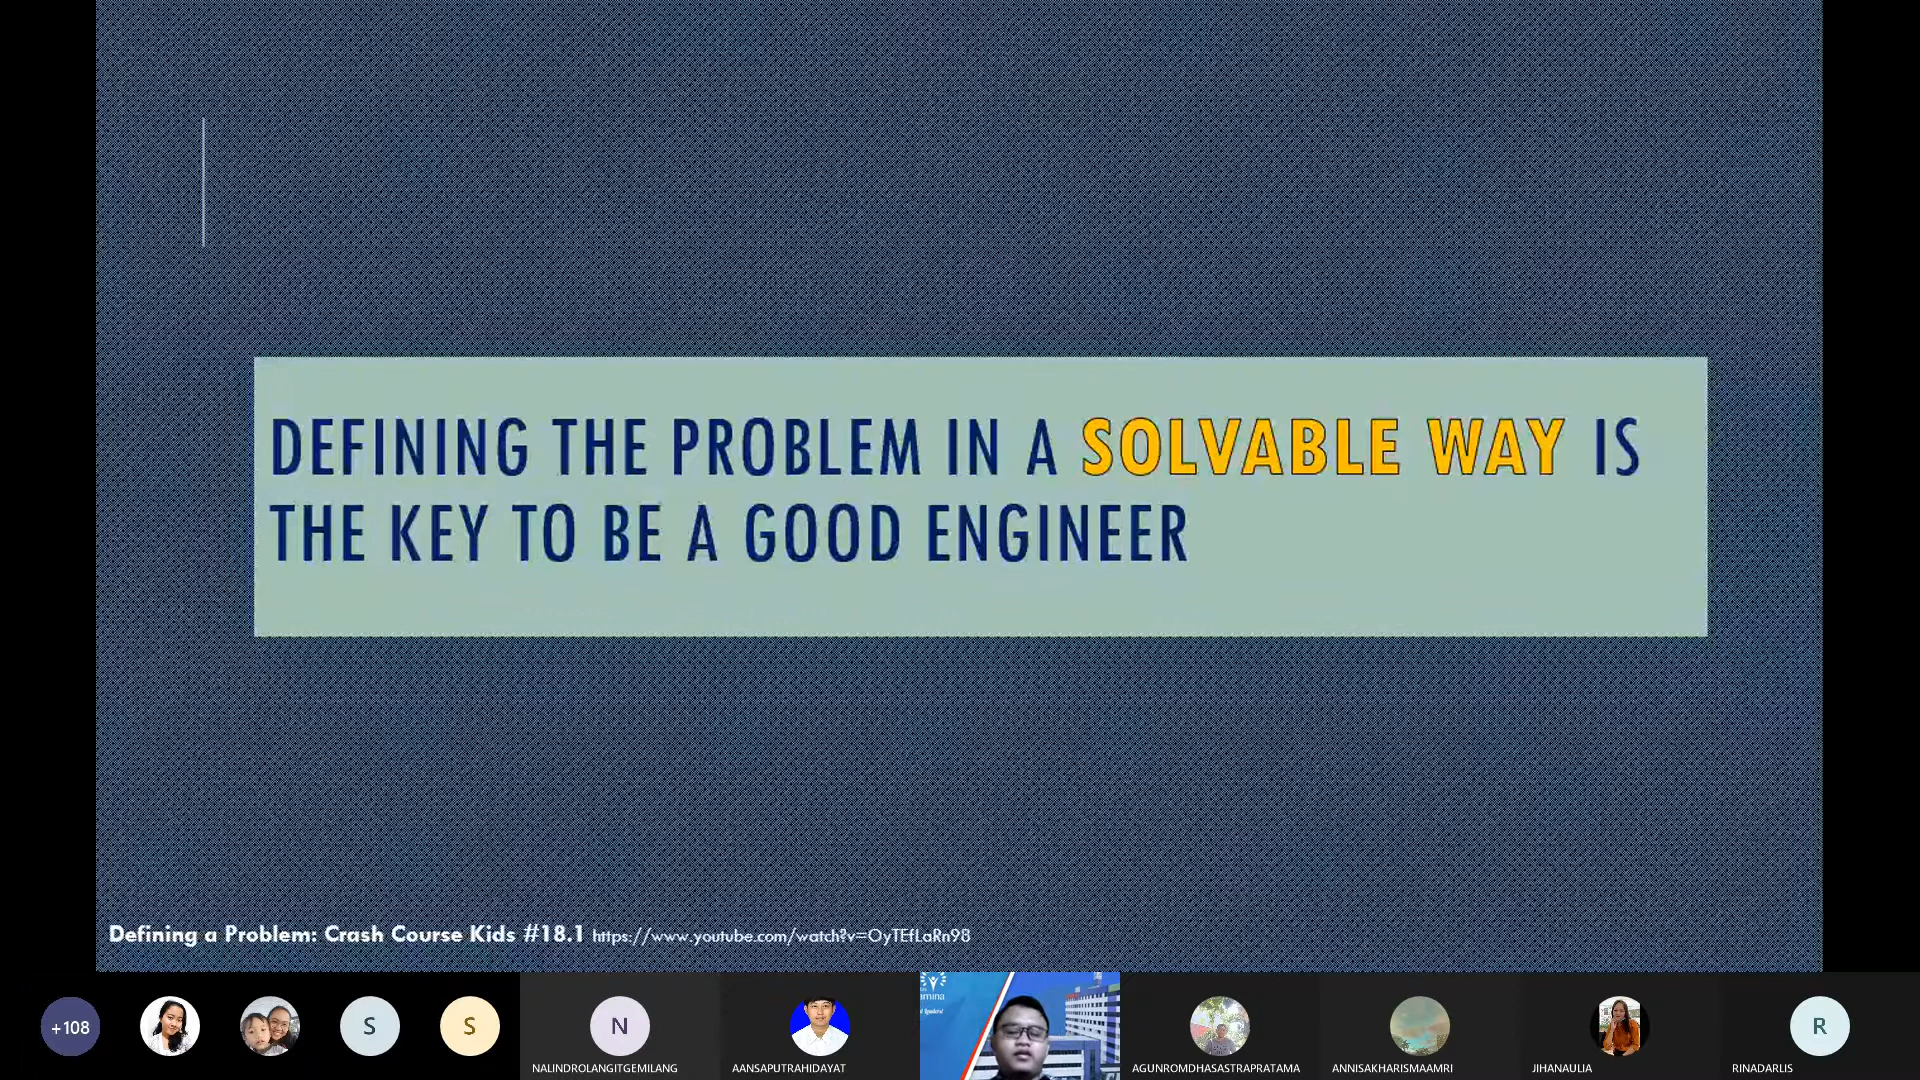 DEFINING THE PROBLEM IN A SOLVABLE WAY IS
THE KEY TO BE A GOOD ENGINEER
Defining a Problem: Crash Course Kids #18.1 https://www.youtube.com/watch?v=OyTEfLaRn98
+108
S
S
N
R
NALINDROLANGITGEMILANG
AANSAPUTRAHIDAYAT
AGUNROMDHASASTRAPRATAMA
ANNISAKHARISMAAMRI
JIHANAULIA
RINADARLIS